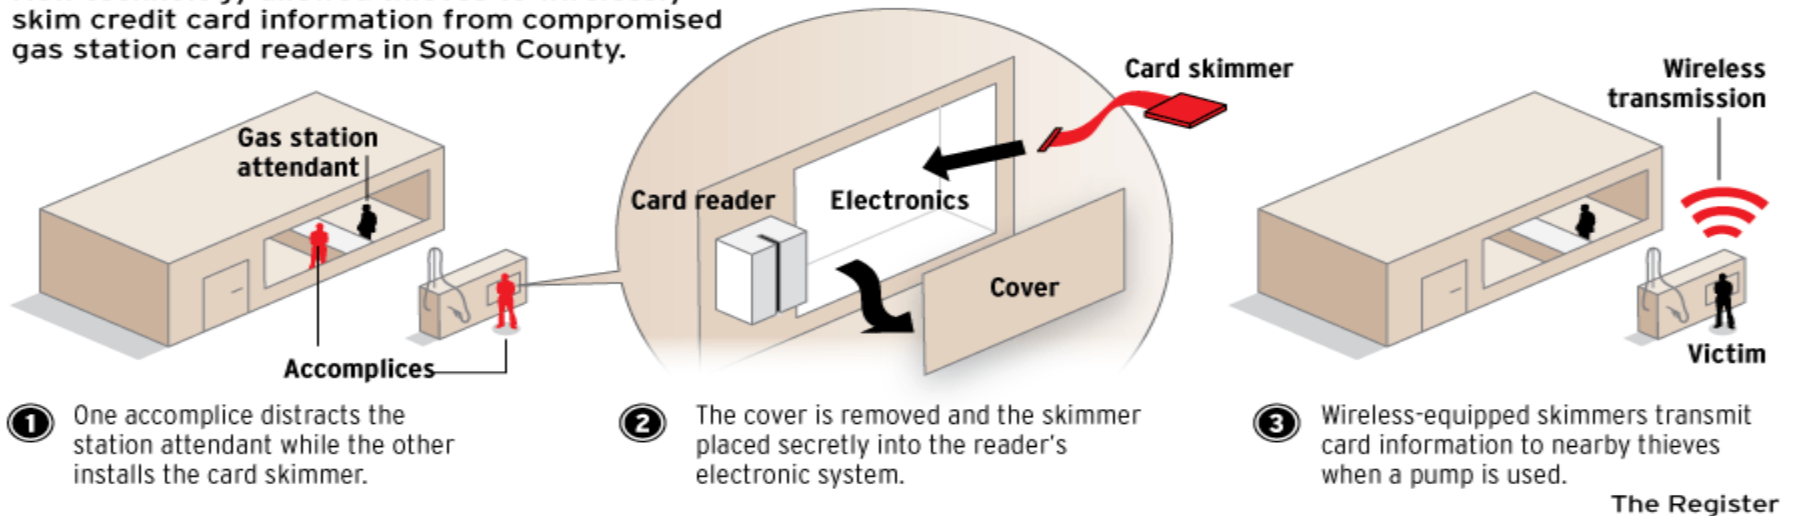 skim credit card information from compromised
gas station card readers in South County.
Card skimmer
Wireless
transmission
Gas station
attendant
Card reader
Electronics
Cover
Accomplices
Victim
1 One accomplice distracts the
station attendant while the other
installs the card skimmer.
2 The cover is removed and the skimmer
placed secretly into the reader's
electronic system.
3 Wireless-equipped skimmers transmit
card information to nearby thieves
when a pump is used.
The Register